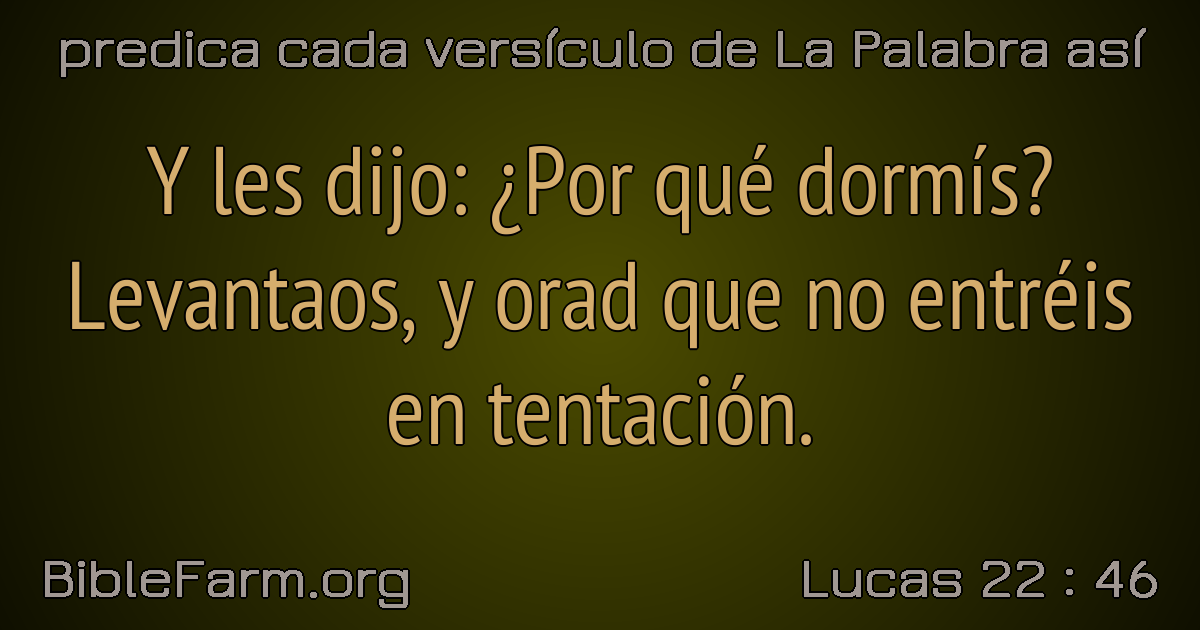 predica cada versículo de La Palabra así
Y les dijo: ¿Por qué dormís?
Levantaos, y orad que no entréis
en tentación.
BibleFarm.org
Lucas 22 : 46